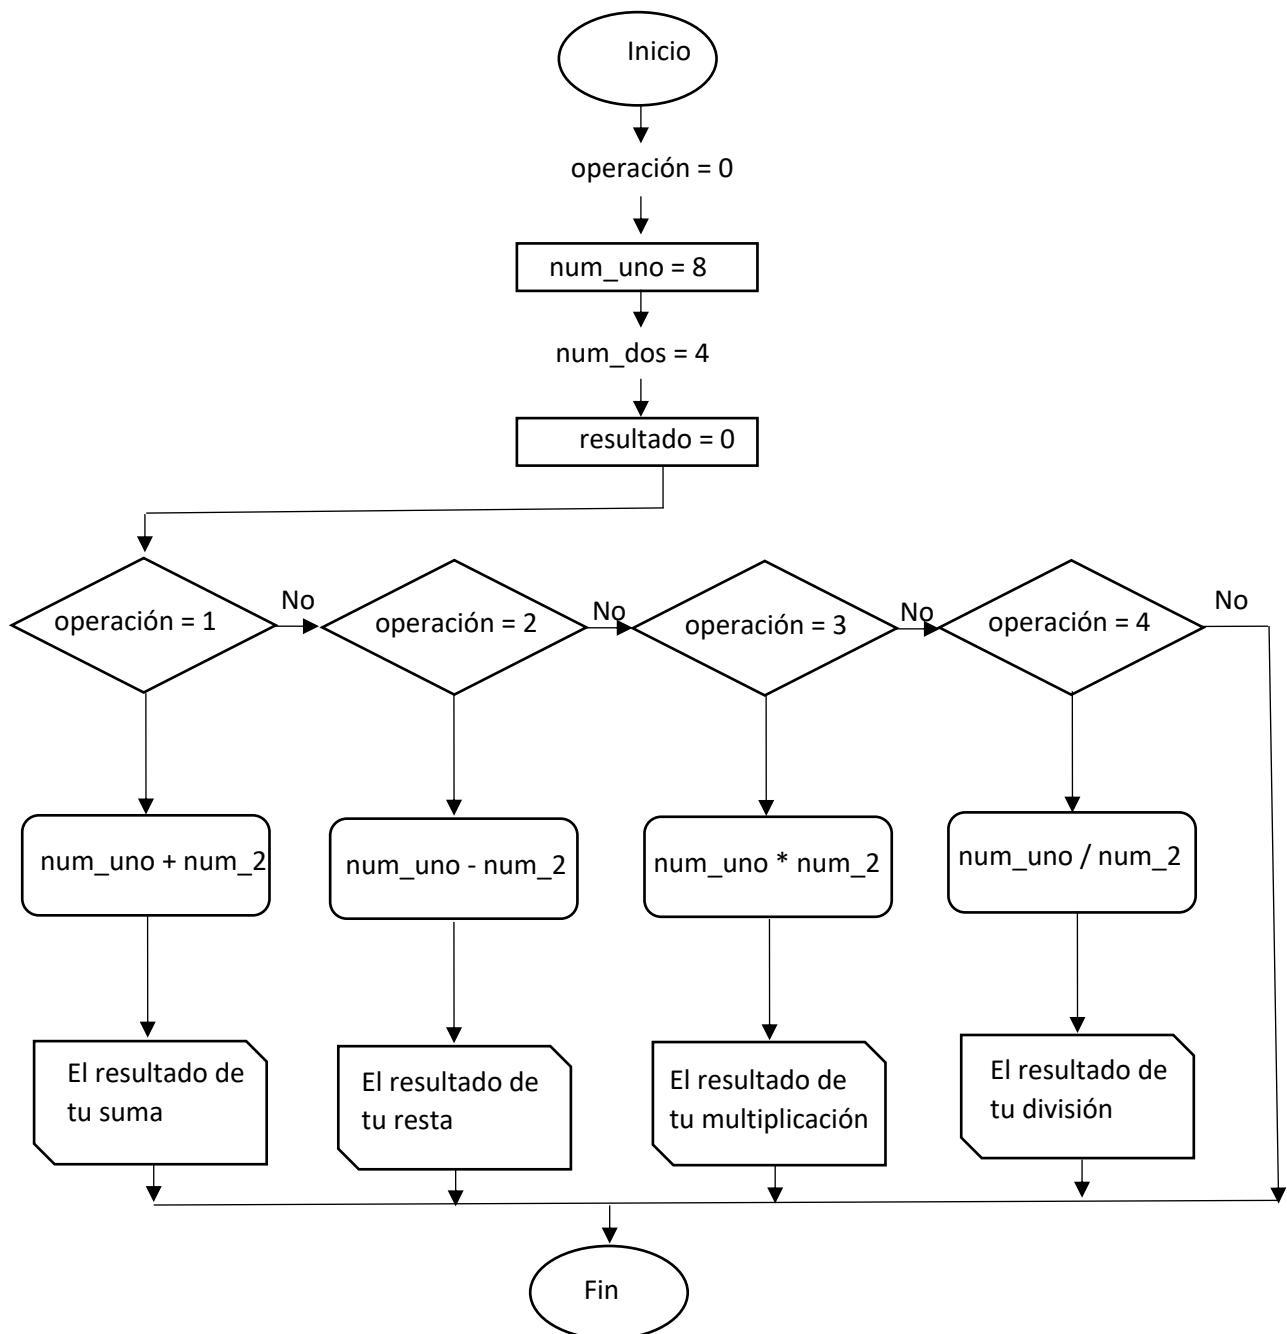 Inicio
operación = 0
num_uno = 8
num_dos = 4
resultado = 0
operación = 1
No
operación = 2
No
operación = 3
No
operación = 4
No
num_uno + num_2
num_uno - num_2
num_uno * num_2
num_uno / num_2
El resultado de
tu suma
El resultado de
tu resta
El resultado de
tu multiplicación
El resultado de
tu división
Fin